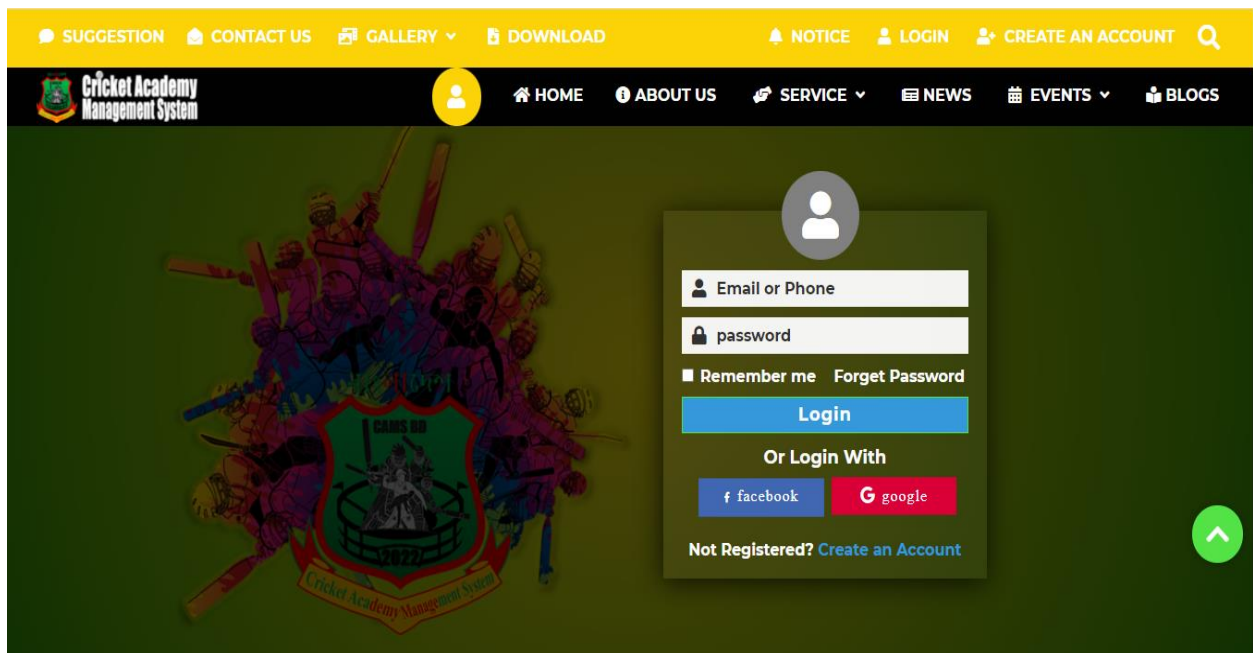 SUGGESTION CONTACT US GALLERY DOWNLOAD NOTICE LOGIN CREATE AN ACCOUNT
Cricket Academy
Management System
HOME ABOUT US SERVICE NEWS EVENTS BLOGS
Email or Phone
password
Remember me Forget Password
Login
Or Login With
facebook G google
Not Registered? Create an Account
CAMS BD
2022
Cricket Academy Management System